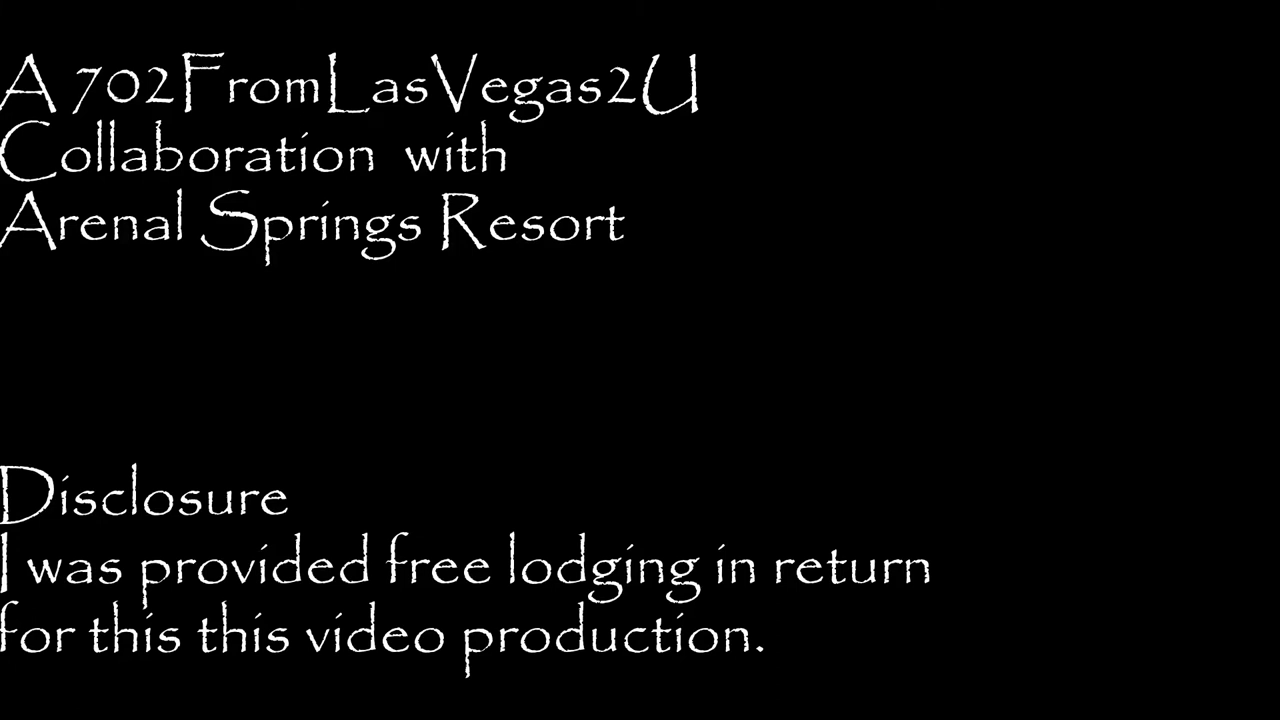 A 702FromLasVegas2U
Collaboration with
Arenal Springs Resort
Disclosure
I was provided free lodging in return
for this this video production.